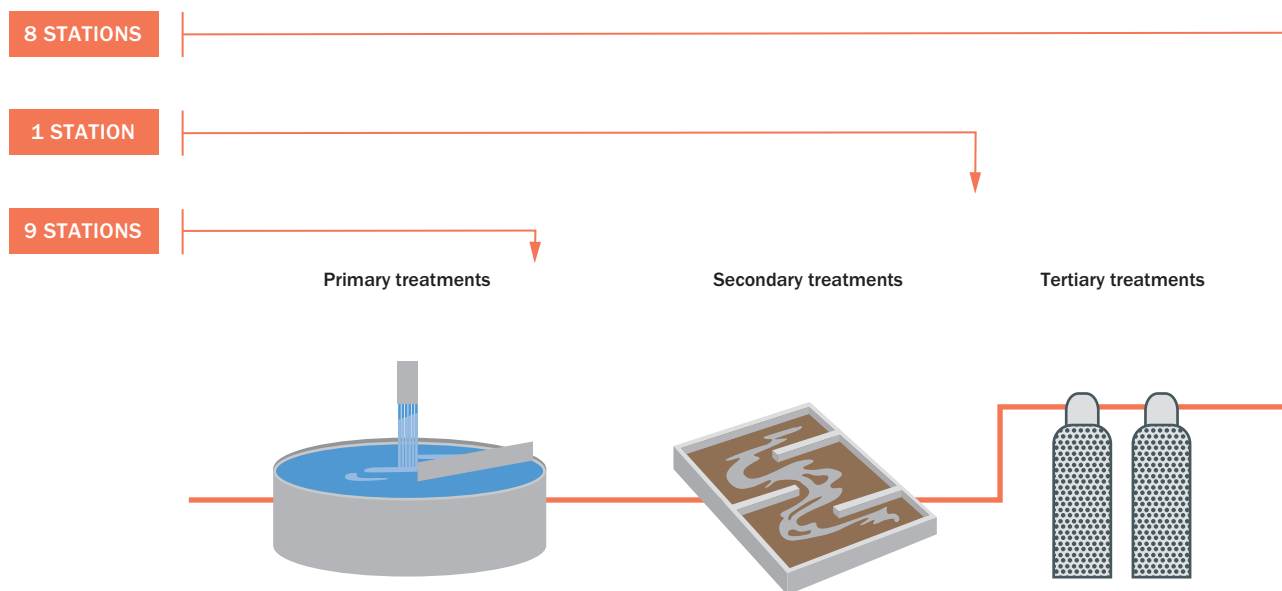 8 STATIONS
1 STATION
9 STATIONS
Primary treatments
Secondary treatments
Tertiary treatments